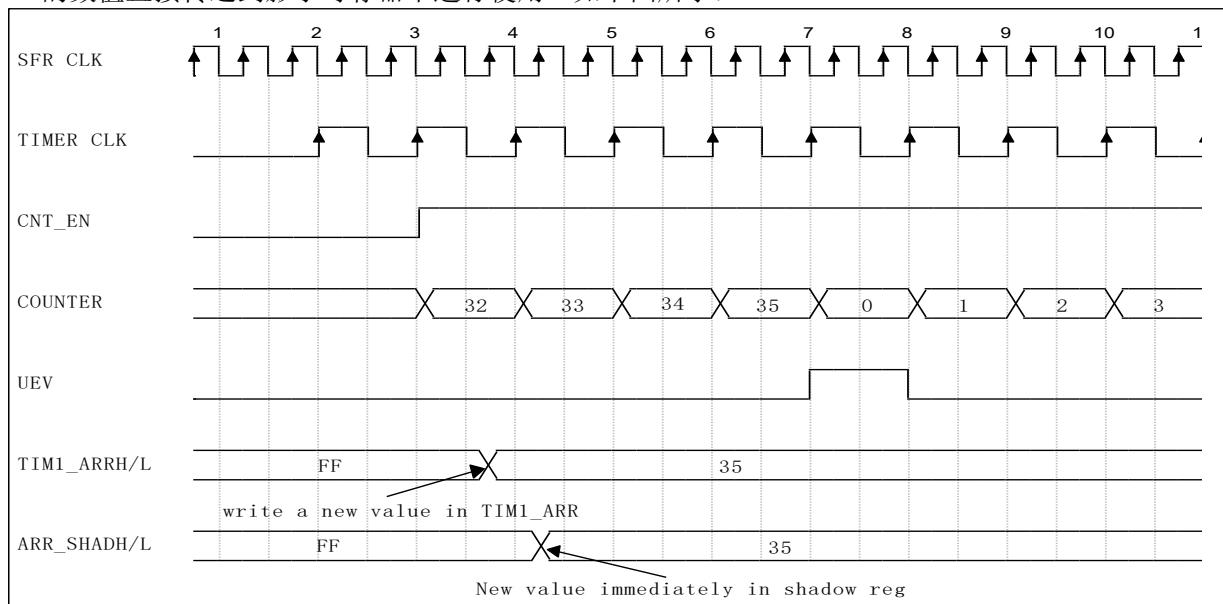 1 2 3 4 5 6 7 8 9 10 1
SFR CLK
TIMER CLK
CNT_EN
COUNTER 32 33 34 35 0 1 2 3
UEV
TIM1_ARRH/L FF 35
write a new value in TIM1_ARR
ARR_SHADH/L FF 35
New value immediately in shadow reg